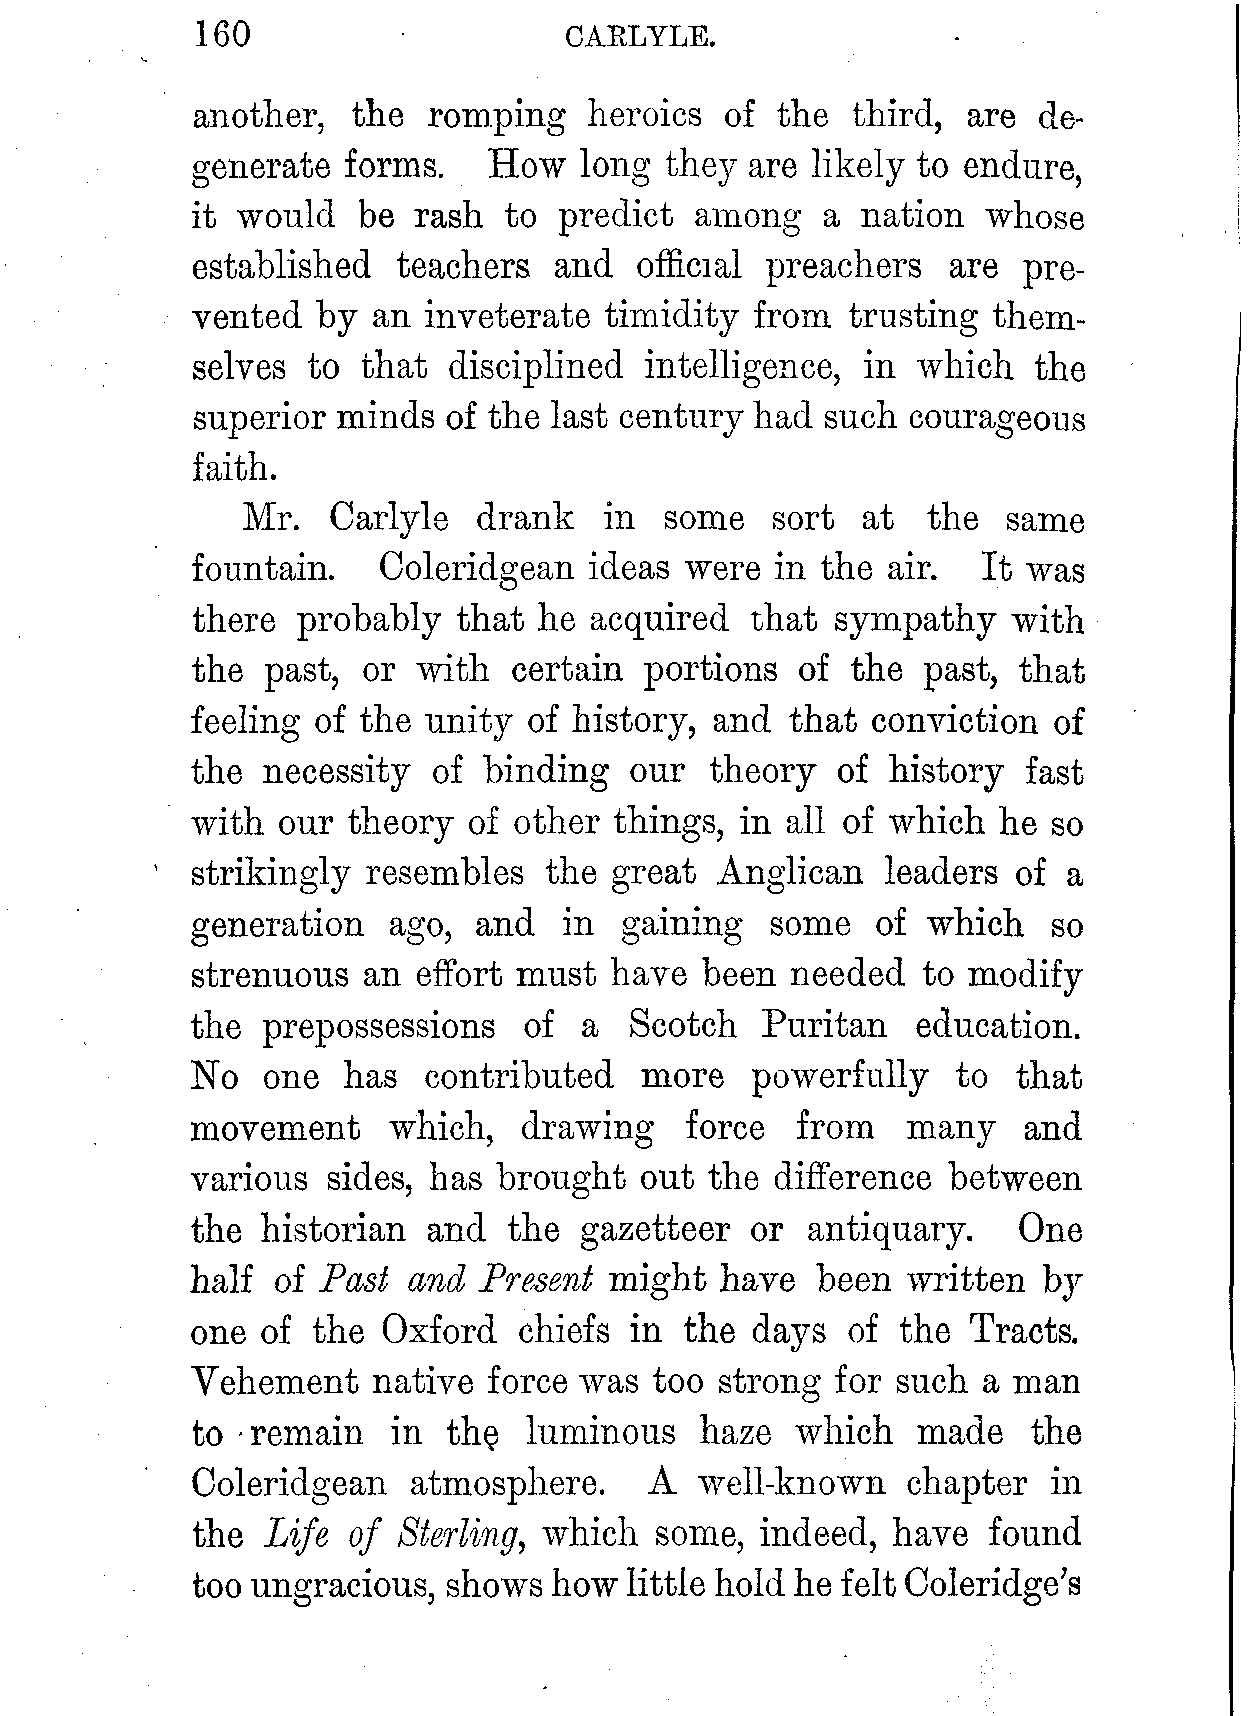 160 CARLYLE.
another, the romping heroics of the third, are de-
generate forms. How long they are likely to endure,
it would be rash to predict among a nation whose
established teachers and official preachers are pre-
vented by an inveterate timidity from trusting them-
selves to that disciplined intelligence, in which the
superior minds of the last century had such courageous
faith.
Mr. Carlyle drank in some sort at the same
fountain. Coleridgean ideas were in the air. It was
there probably that he acquired that sympathy with
the past, or with certain portions of the past, that
feeling of the unity of history, and that conviction of
the necessity of binding our theory of history fast
with our theory of other things, in all of which he so
strikingly resembles the great Anglican leaders of a
generation ago, and in gaining some of which so
strenuous an effort must have been needed to modify
the prepossessions of a Scotch Puritan education.
No one has contributed more powerfully to that
movement which, drawing force from many and
various sides, has brought out the difference between
the historian and the gazetteer or antiquary. One
half of Past and Present might have been written by
one of the Oxford chiefs in the days of the Tracts.
Vehement native force was too strong for such a man
to remain in the luminous haze which made the
Coleridgean atmosphere. A well-known chapter in
the Life of Sterling, which some, indeed, have found
too ungracious, shows how little hold he felt Coleridge's